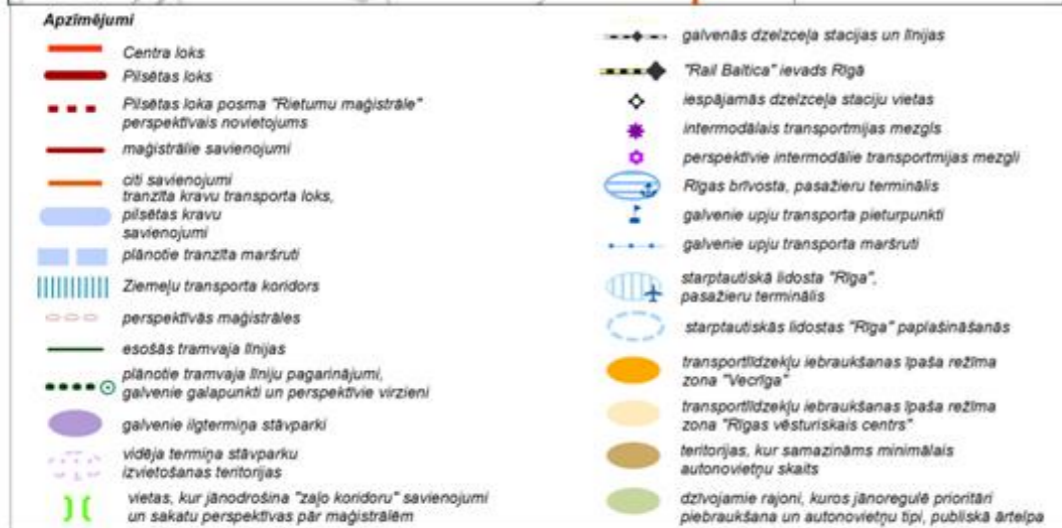 Apzīmējumi
Centra loks
Pilsētas loks
Pilsētas loka posma "Rietumu maģistrāle"
perspektīvais novietojums
maģistrālie savienojumi
citi savienojumi
tranzīta kravu transporta loks,
pilsētas kravu
savienojumi
plānotie tranzīta maršruti
Ziemeļu transporta koridors
perspektīvās maģistrāles
esošās tramvaja līnijas
plānotie tramvaja līniju pagarinājumi,
galvenie galapunkti un perspektīvie virzieni
galvenie ilgtermiņa stāvparki
vidēja termiņa stāvparku
izvietošanas teritorijas
vietas, kur jānodrošina "zaļo koridoru" savienojumi
un sakatu perspektīvas pār maģistrālēm
galvenās dzelzceļa stacijas un līnijas
"Rail Baltica" ievads Rīgā
iespējamās dzelzceļa staciju vietas
intermodālais transportmijas mezgls
perspektīvie intermodālie transportmijas mezgli
Rīgas brīvosta, pasažieru terminālis
galvenie upju transporta pieturpunkti
galvenie upju transporta maršruti
starptautiskā lidosta "Rīga",
pasažieru terminālis
starptautiskās lidostas "Rīga" paplašināšanās
transportlīdzekļu iebraukšanas īpaša režīma
zona "Vecrīga"
transportlīdzekļu iebraukšanas īpaša režīma
zona "Rīgas vēsturiskais centrs"
teritorijas, kur samazināms minimālais
autonovietņu skaits
dzīvojamie rajoni, kuros jānoregulē prioritāri
piebraukšana un autonovietņu tipi, publiskā ārtelpa